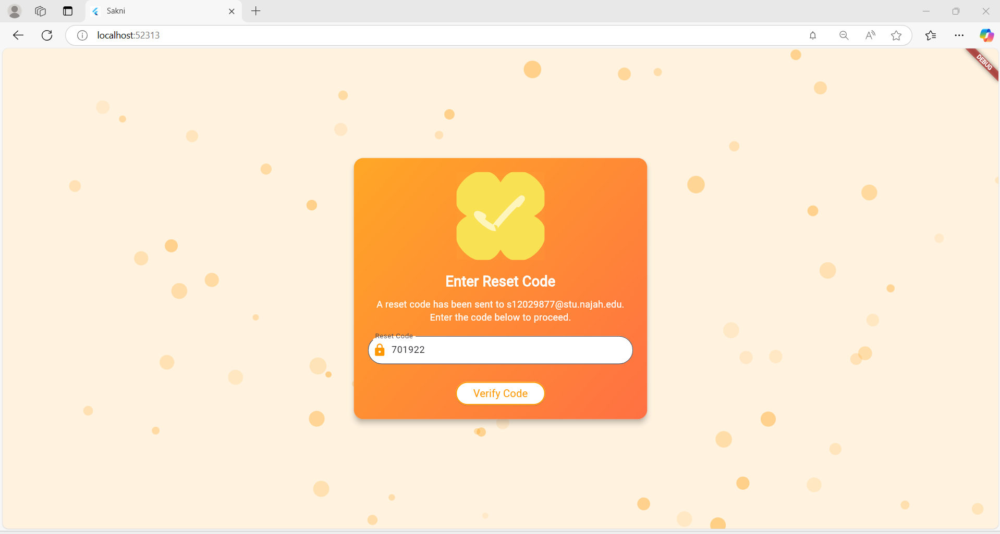 Sakni
localhost:52313
DEBUG
Enter Reset Code
A reset code has been sent to s12029877@stu.najah.edu.
Enter the code below to proceed.
Reset Code
701922
Verify Code